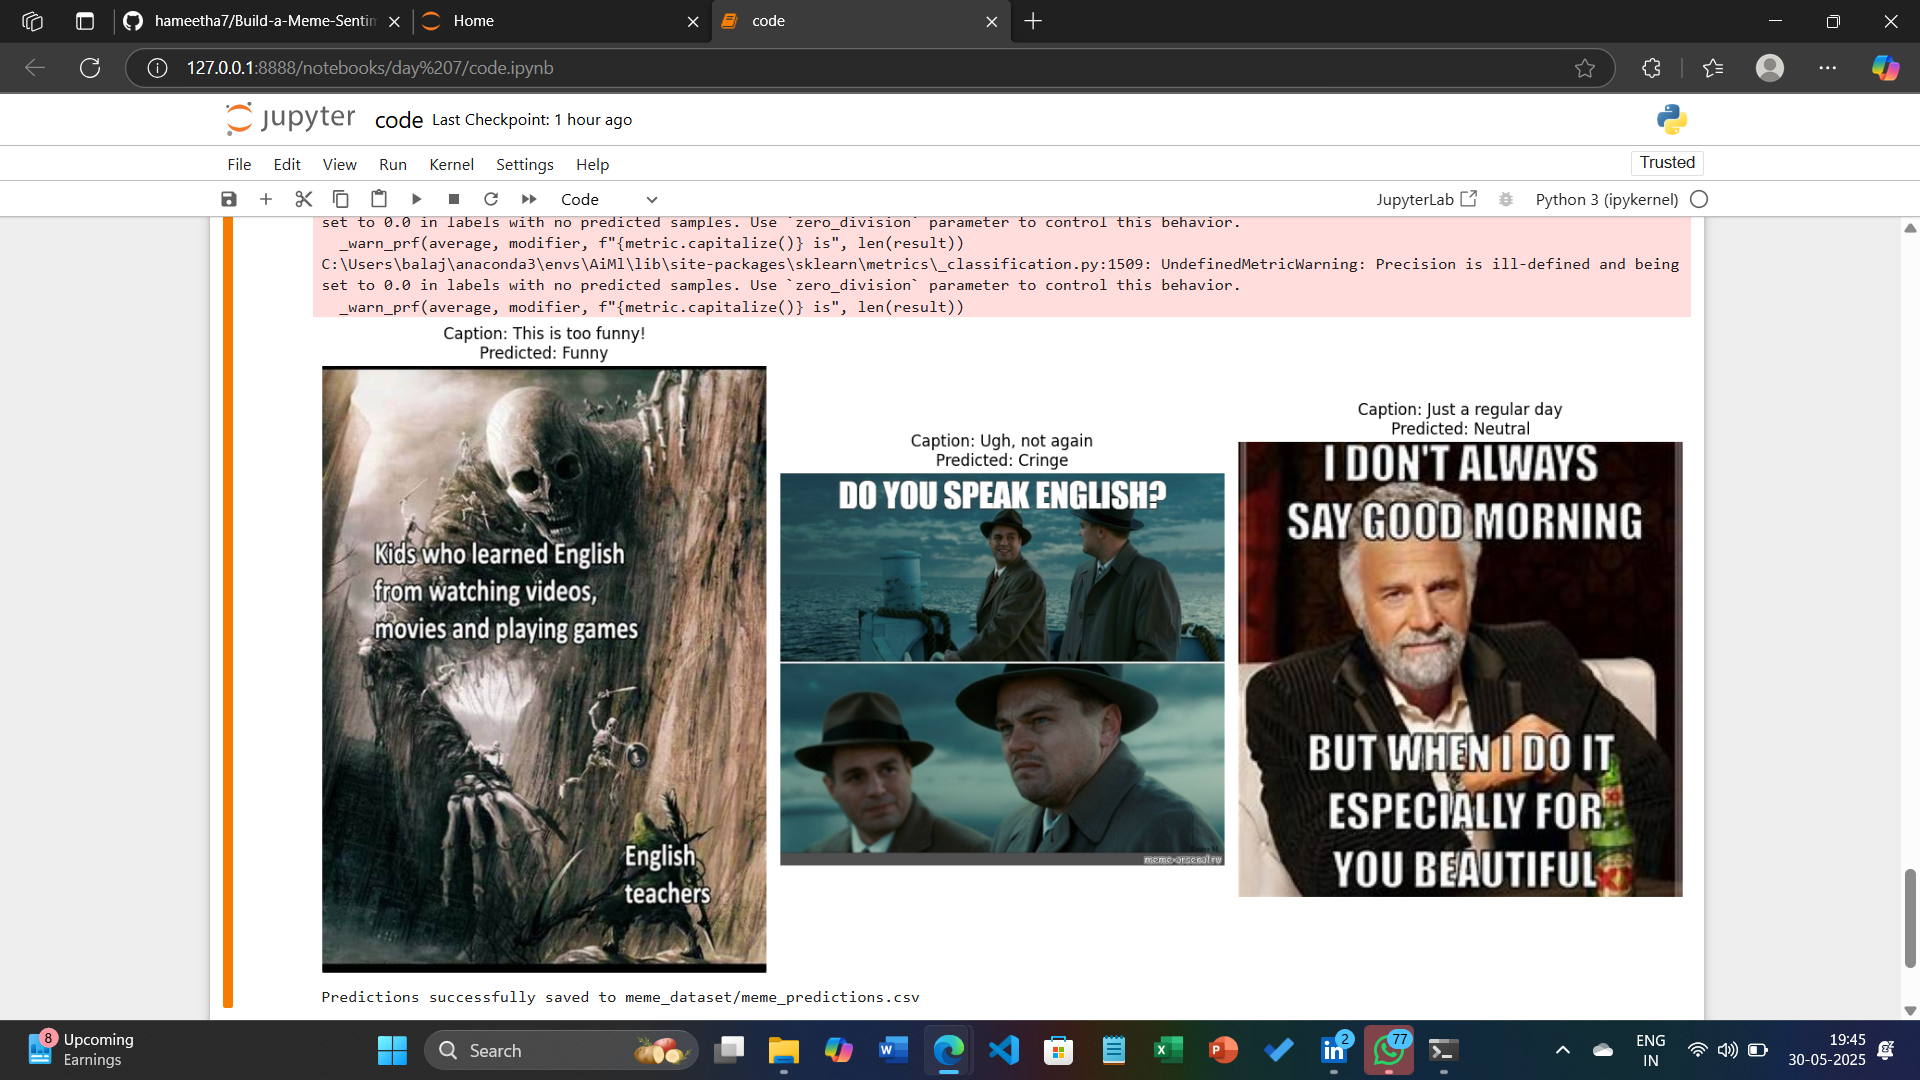 hameetha7/Build-a-Meme-Sentim
Home
code
127.0.0.1:8888/notebooks/day%207/code.ipynb
jupyter code Last Checkpoint: 1 hour ago
File Edit View Run Kernel Settings Help
Trusted
Code
JupyterLab
Python 3 (ipykernel)
set to 0.0 in labels with no predicted samples. Use `zero_division` parameter to control this behavior.
_warn_prf(average, modifier, f"{metric.capitalize()} is", len(result))
C:\Users\balaj\anaconda3\envs\AiMl\lib\site-packages\sklearn\metrics\_classification.py:1509: UndefinedMetricWarning: Precision is ill-defined and being
set to 0.0 in labels with no predicted samples. Use `zero_division` parameter to control this behavior.
_warn_prf(average, modifier, f"{metric.capitalize()} is", len(result))
Caption: This is too funny!
Predicted: Funny
Kids who learned English
from watching videos,
movies and playing games
English
teachers
Caption: Ugh, not again
Predicted: Cringe
DO YOU SPEAK ENGLISH?
meme-arsenal.ru
Caption: Just a regular day
Predicted: Neutral
I DON'T ALWAYS
SAY GOOD MORNING
BUT WHEN I DO IT
ESPECIALLY FOR
YOU BEAUTIFUL
Predictions successfully saved to meme_dataset/meme_predictions.csv
8
Upcoming
Earnings
Search
2
77
ENG
IN
19:45
30-05-2025